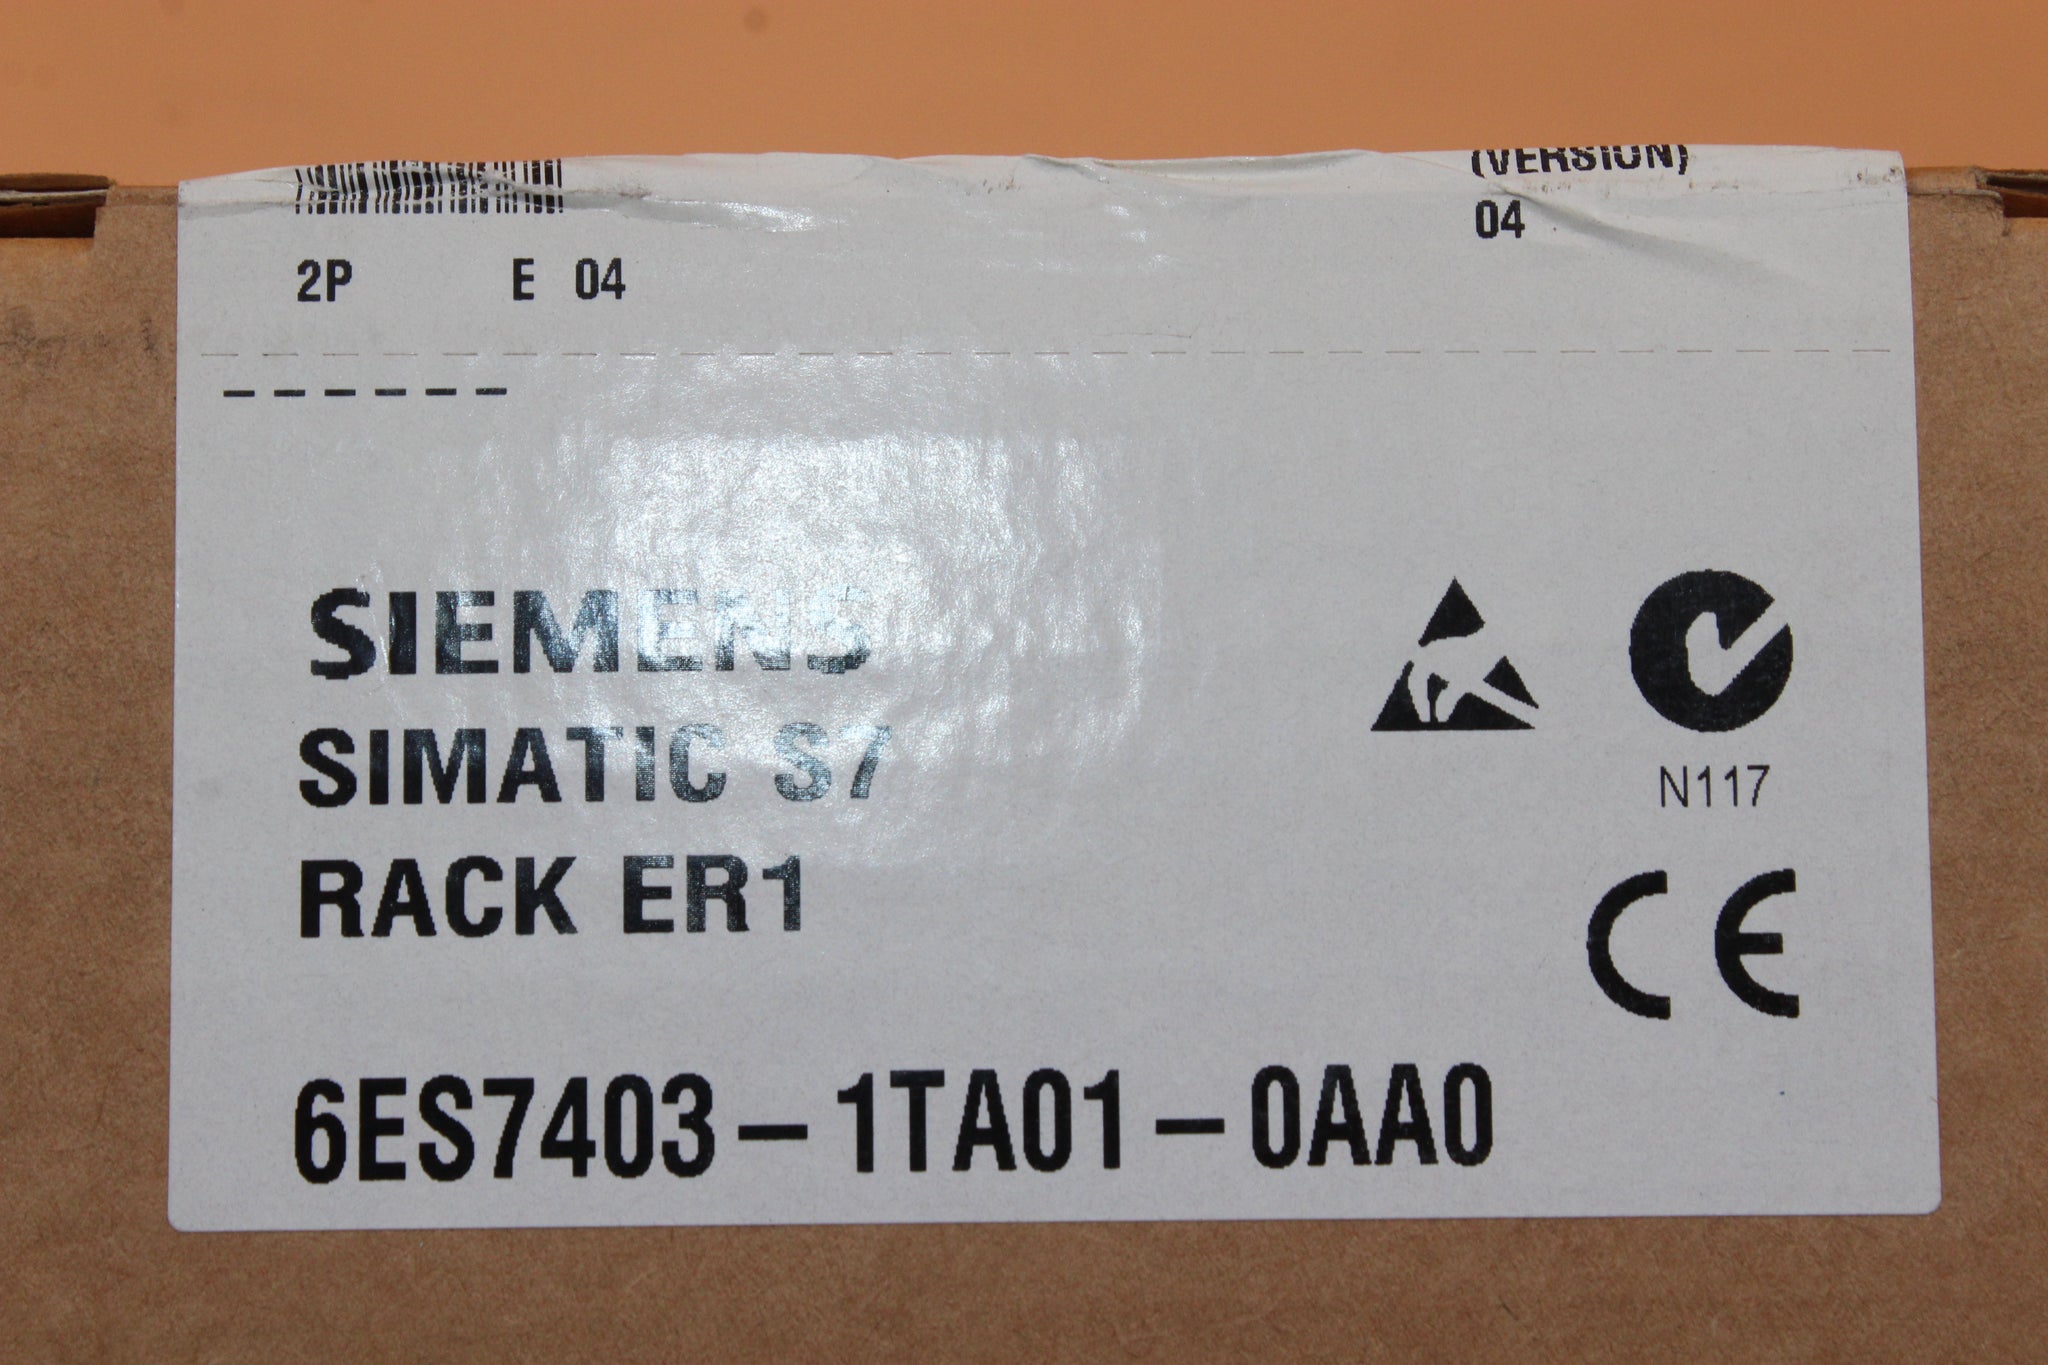 (VERSION)
04
2P E 04
------
SIEMENS
SIMATIC S7
RACK ER1
N117
CE
6ES7403-1TA01-0AA0